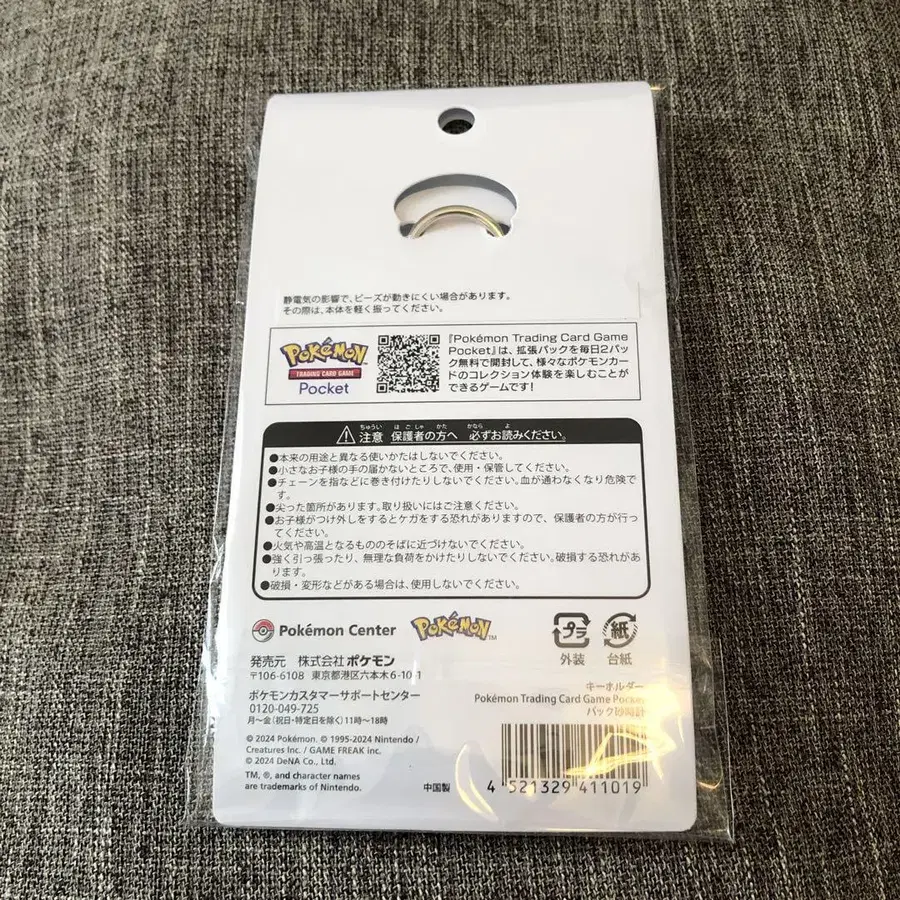 静電気の影響で、ビーズが動きにくい場合があります。
その際は、本体を軽く振ってください。
POKÉMON
TRADING CARD GAME
Pocket
『Pokémon Trading Card Game
Pocket』は、拡張パックを毎日2パッ
ク無料で開封して、様々なポケモンカー
ドのコレクション体験を楽しむことが
できるゲームです!
ちゅうい ほごしゃ かた かなら よ
注意 保護者の方へ 必ずお読みください。
●本来の用途と異なる使いかたはしないでください。
●小さなお子様の手の届かないところで、使用・保管してください。
●チェーンを指などに巻き付けたりしないでください。血が通わなくなり危険で
す。
●尖った箇所があります。取り扱いにはご注意ください。
●お子様がつけ外しをするとケガをする恐れがありますので、保護者の方が行っ
てください。
●火気や高温となるもののそばに近づけないでください。
●強く引っ張ったり、無理な負荷をかけたりしないでください。破損する恐れがあ
ります。
●破損・変形などがある場合は、使用しないでください。
Pokémon Center
POKÉMON™
プラ
外装
紙
台紙
発売元 株式会社ポケモン
〒106-6108 東京都港区六本木6-10-1
ポケモンカスタマーサポートセンター
0120-049-725
月～金(祝日・特定日を除く)11時～18時
キーホルダー
Pokémon Trading Card Game Pocket
パック砂時計
© 2024 Pokémon. © 1995-2024 Nintendo /
Creatures Inc. / GAME FREAK inc.
© 2024 DeNA Co., Ltd.
TM, ®, and character names
are trademarks of Nintendo.
中国製
4 521329 411019